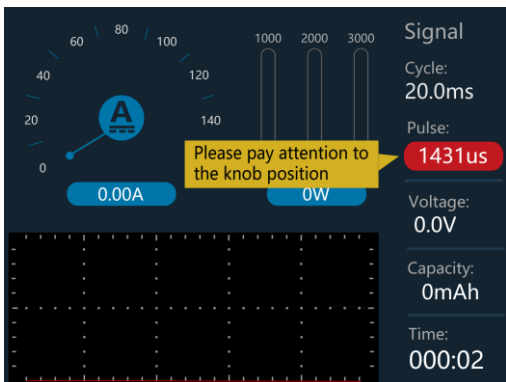 80
60
100
40
120
20
140
0
A
0.00A
1000 2000 3000
0W
Please pay attention to
the knob position
Signal
Cycle:
20.0ms
Pulse:
1431us
Voltage:
0.0V
Capacity:
0mAh
Time:
000:02